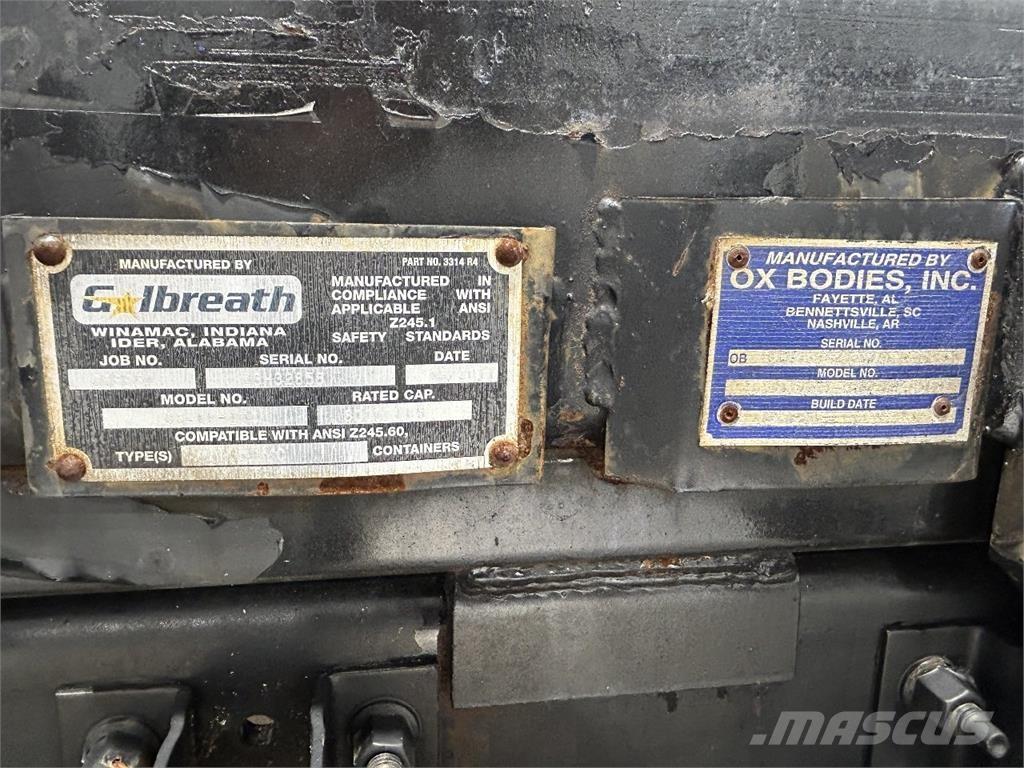 MANUFACTURED BY
Galbreath
WINAMAC, INDIANA
IDER, ALABAMA
PART NO. 3314 R4
MANUFACTURED IN
COMPLIANCE WITH
APPLICABLE ANSI
Z245.1
SAFETY STANDARDS
JOB NO. SERIAL NO. DATE
MODEL NO. RATED CAP.
COMPATIBLE WITH ANSI Z245.60,
TYPE(S) CONTAINERS
MANUFACTURED BY
OX BODIES, INC.
FAYETTE, AL
BENNETTSVILLE, SC
NASHVILLE, AR
SERIAL NO.
OB
MODEL NO.
BUILD DATE
MASCUS